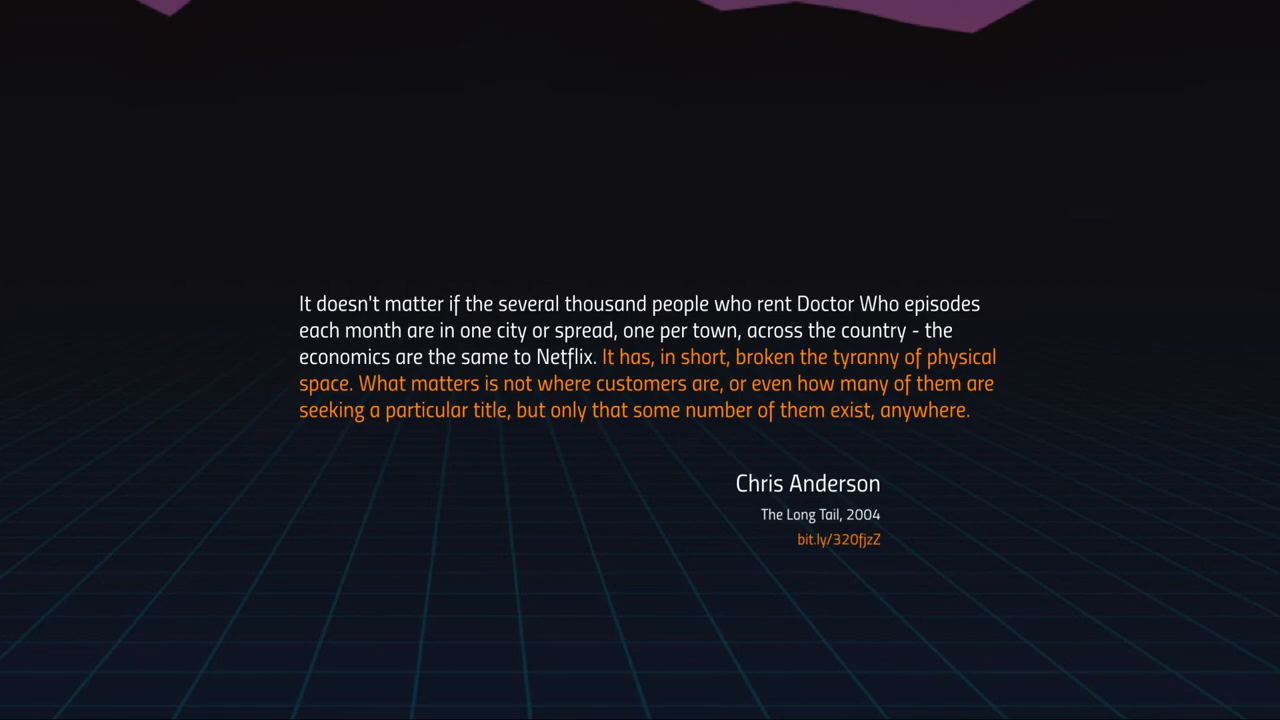 It doesn't matter if the several thousand people who rent Doctor Who episodes
each month are in one city or spread, one per town, across the country - the
economics are the same to Netflix. It has, in short, broken the tyranny of physical
space. What matters is not where customers are, or even how many of them are
seeking a particular title, but only that some number of them exist, anywhere.
Chris Anderson
The Long Tail, 2004
bit.ly/320fjzZ